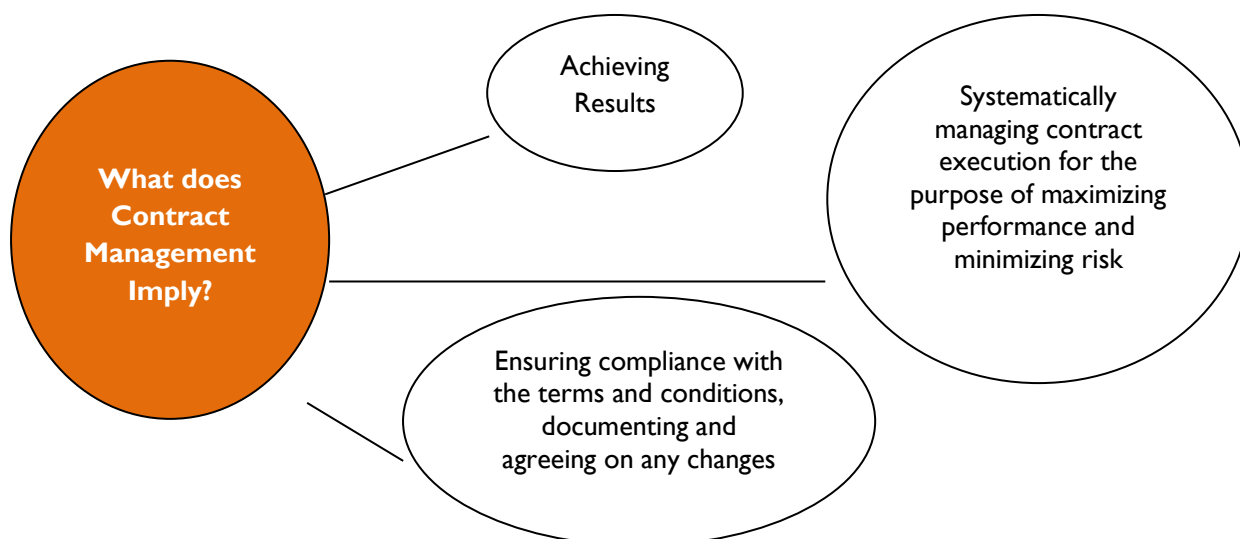 What does
Contract
Management
Imply?
Achieving
Results
Systematically
managing contract
execution for the
purpose of maximizing
performance and
minimizing risk
Ensuring compliance with
the terms and conditions,
documenting and
agreeing on any changes